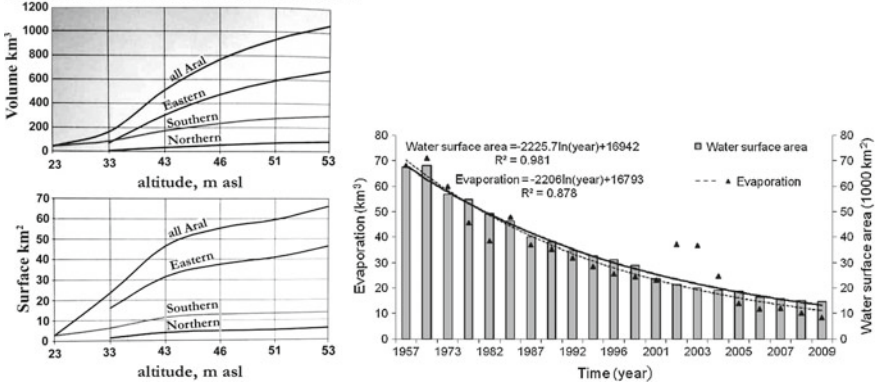 Volume km³
1200
1000
800
600
400
200
0
all Aral
Eastern
Southern
Northern
23 33 43 46 51 53
altitude, m asl
Surface km²
70
60
50
40
30
20
10
0
all Aral
Eastern
Southern
Northern
23 33 43 46 51 53
altitude, m asl
Evaporation (km³)
80
70
60
50
40
30
20
10
0
Water surface area =-2225.7ln(year)+16942
R² = 0.981
Evaporation =-2206ln(year)+16793
R² = 0.878
Water surface area
Evaporation
80
70
60
50
40
30
20
10
0
Water surface area (1000 km²)
1957 1973 1982 1987 1992 1996 2001 2003 2005 2007 2009
Time (year)